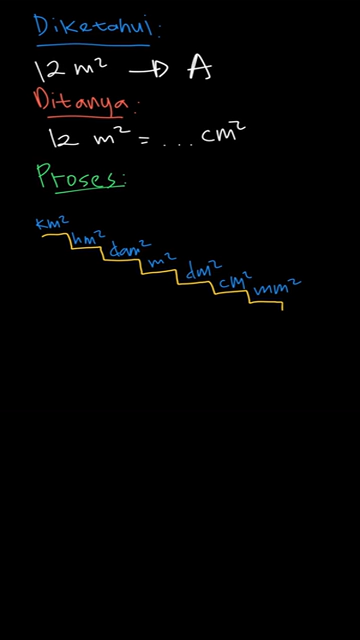 Diketahui:
12 m² → A
Ditanya:
12 m² = ... cm²
Proses:
km²
hm²
dam²
m²
dm²
cm²
mm²